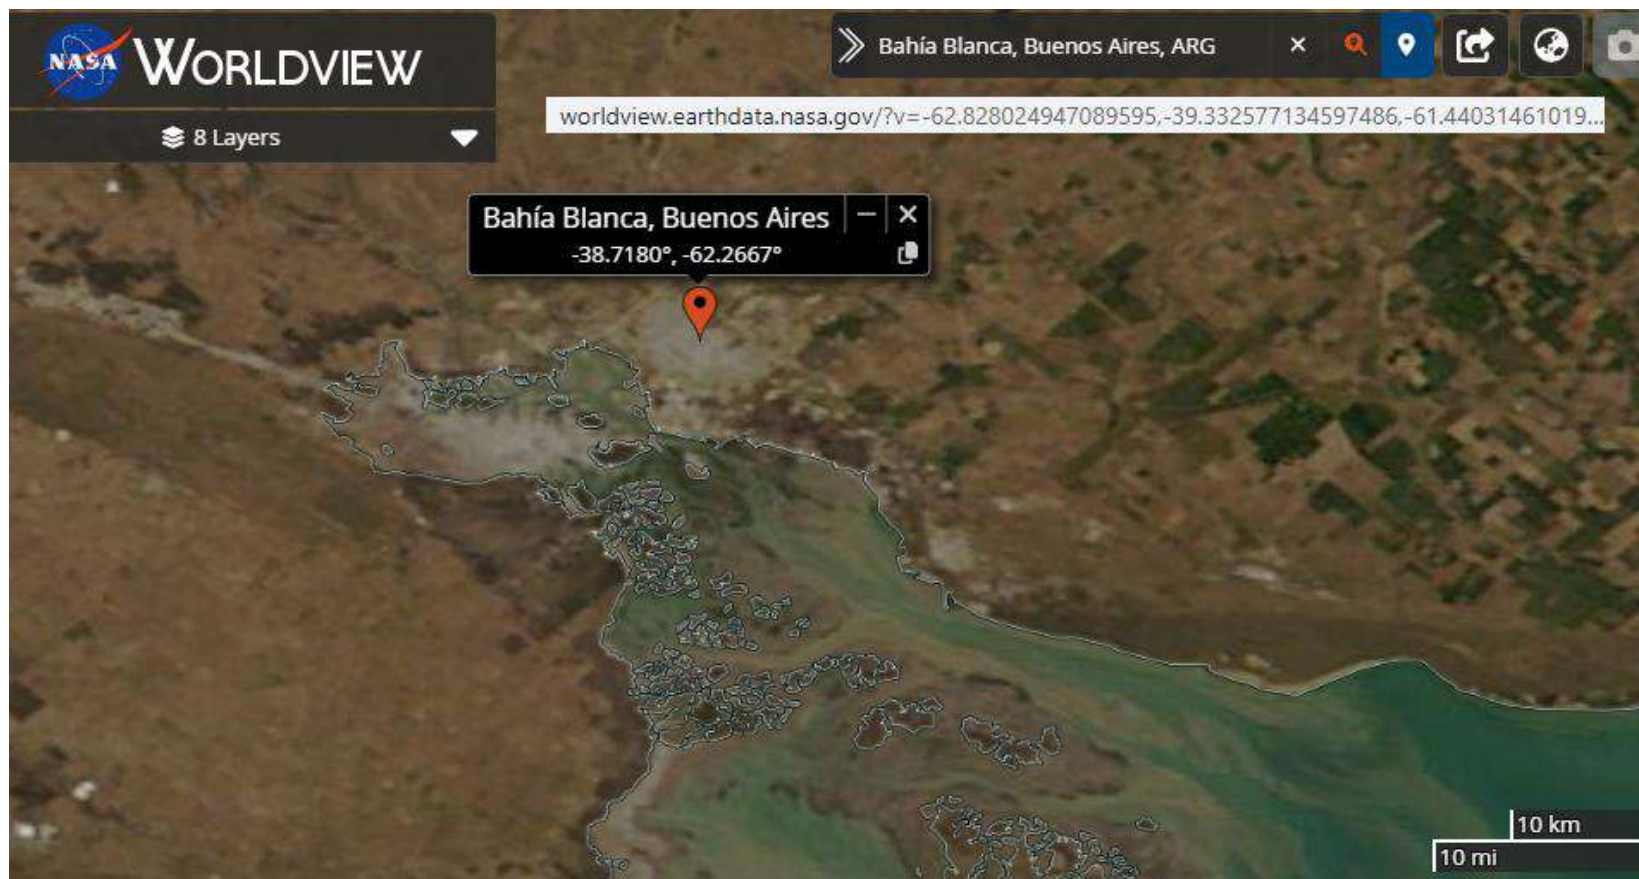 NASA WORLDVIEW
Bahía Blanca, Buenos Aires, ARG
worldview.earthdata.nasa.gov/?v=-62.828024947089595,-39.332577134597486,-61.44031461019...
8 Layers
Bahía Blanca, Buenos Aires
-38.7180°, -62.2667°
10 km
10 mi